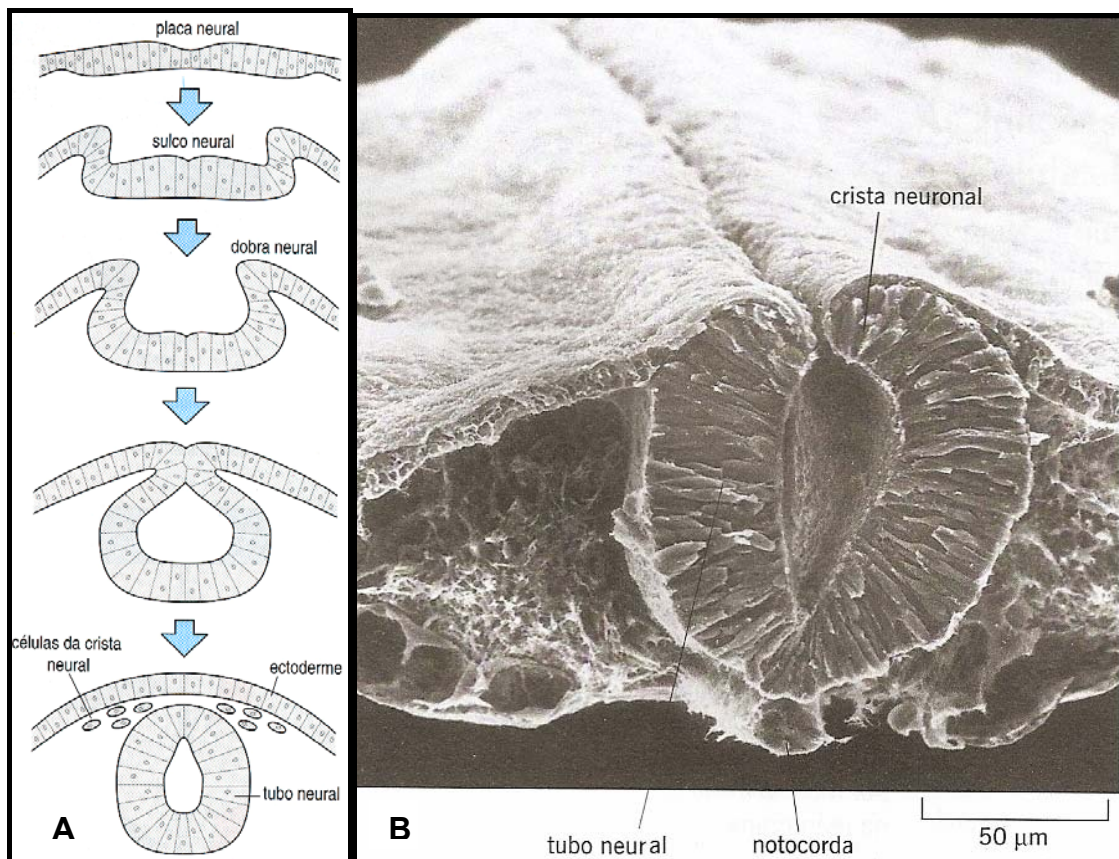 placa neural
sulco neural
dobra neural
células da crista
neural
ectoderme
tubo neural
A
crista neuronal
B
tubo neural
notocorda
50 μm